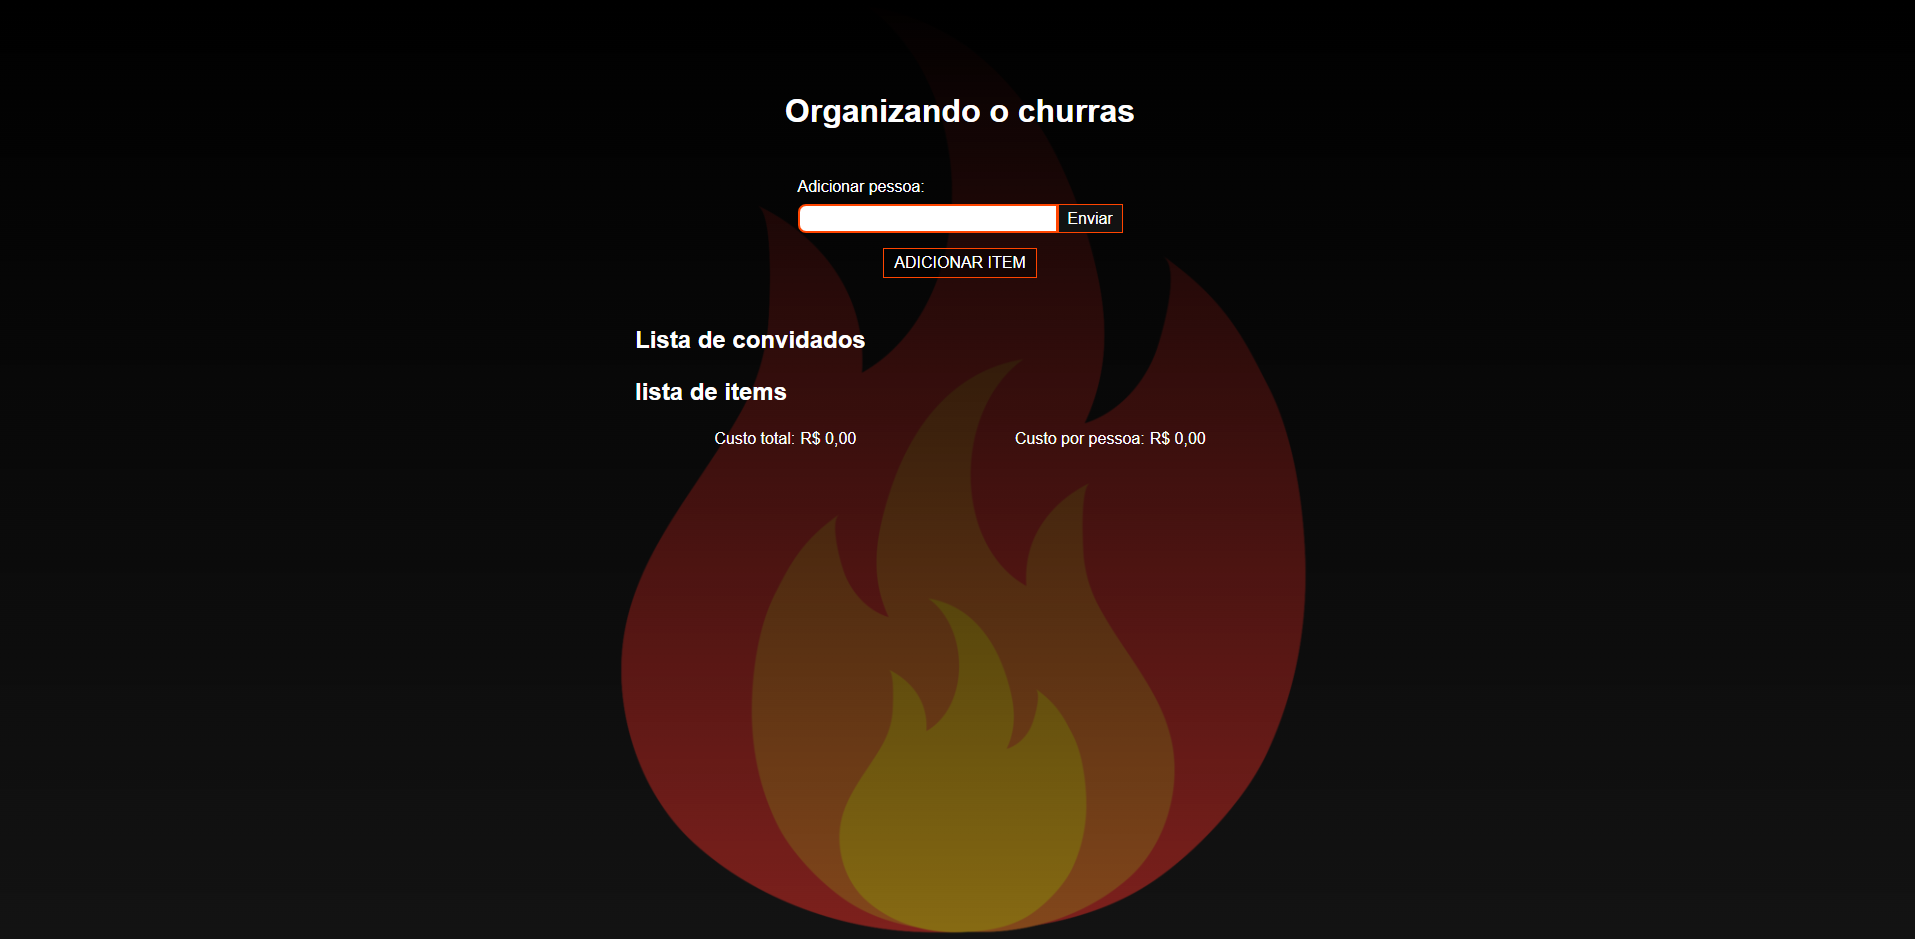 Organizando o churras
Adicionar pessoa:
Enviar
ADICIONAR ITEM
Lista de convidados
lista de items
Custo total: R$ 0,00 Custo por pessoa: R$ 0,00